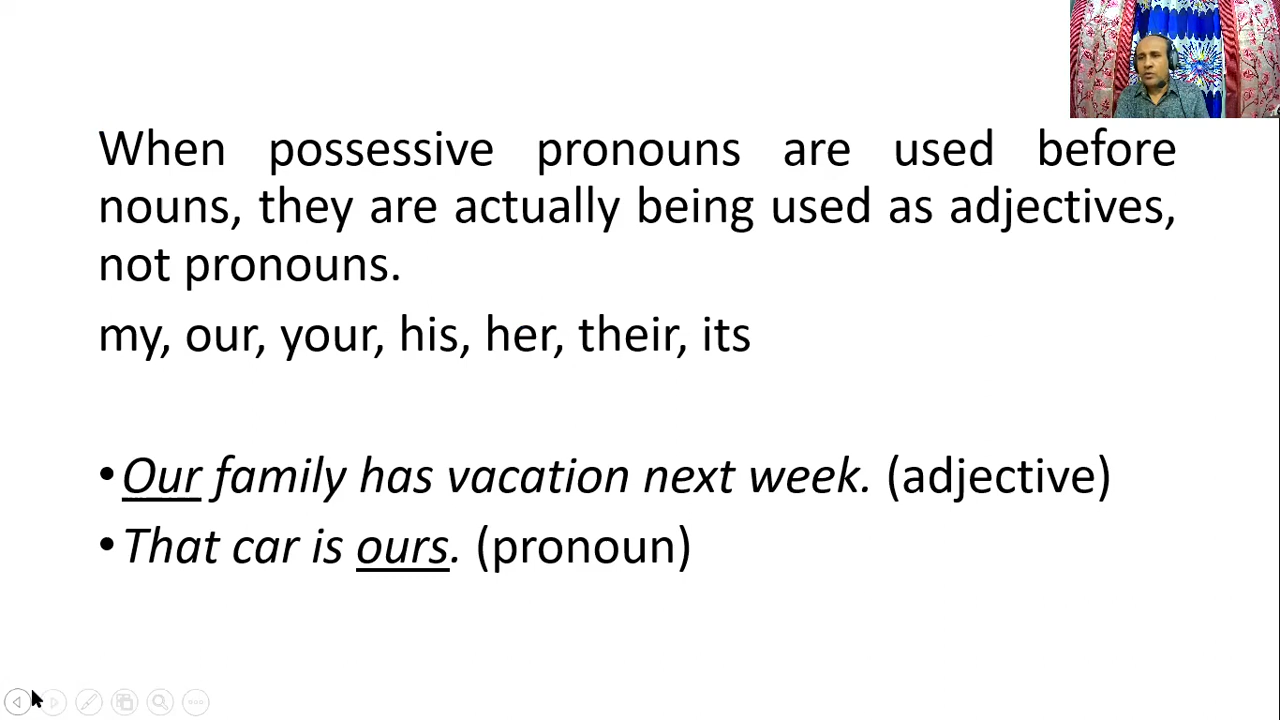 When possessive pronouns are used before
nouns, they are actually being used as adjectives,
not pronouns.
my, our, your, his, her, their, its
•Our family has vacation next week. (adjective)
•That car is ours. (pronoun)